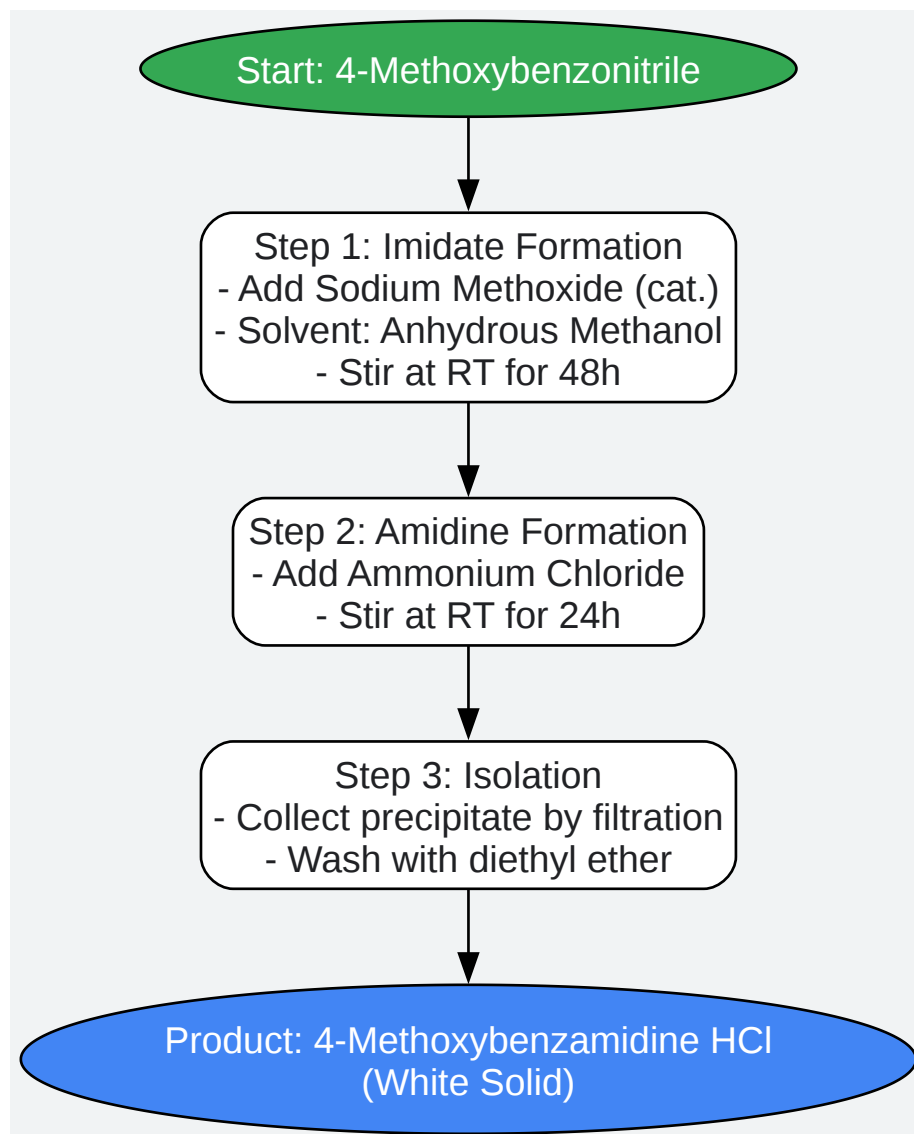 Start: 4-Methoxybenzonitrile
Step 1: Imidate Formation
- Add Sodium Methoxide (cat.)
- Solvent: Anhydrous Methanol
- Stir at RT for 48h
Step 2: Amidine Formation
- Add Ammonium Chloride
- Stir at RT for 24h
Step 3: Isolation
- Collect precipitate by filtration
- Wash with diethyl ether
Product: 4-Methoxybenzamidine HCl
(White Solid)